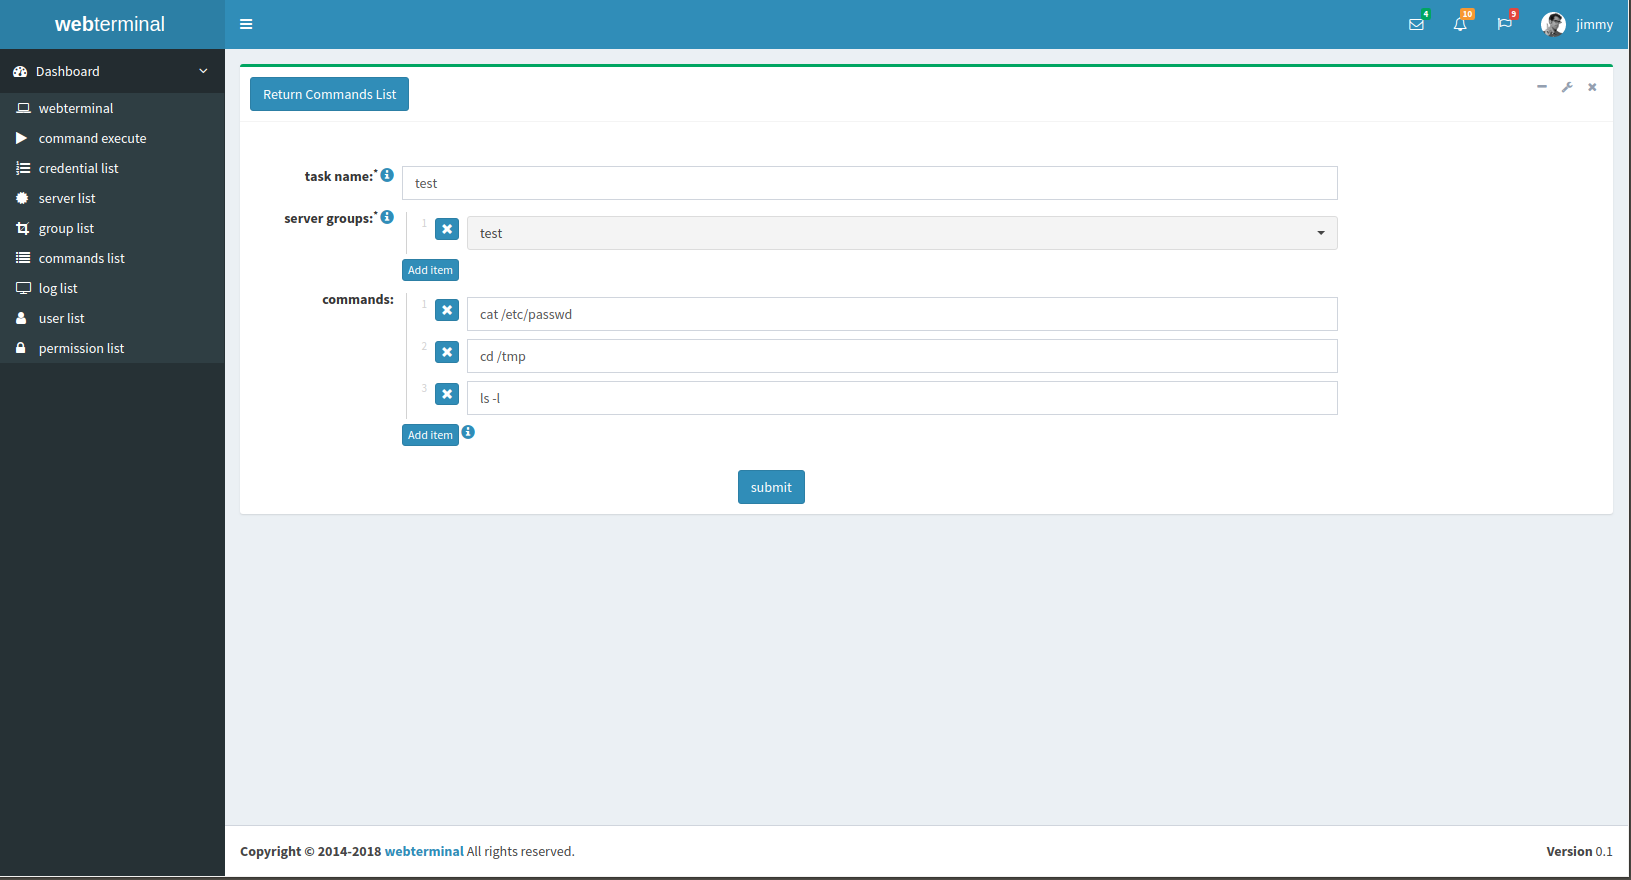 webterminal
4
10
9
jimmy
Dashboard
webterminal
command execute
credential list
server list
group list
commands list
log list
user list
permission list
Return Commands List
task name:*
test
server groups:*
1
test
Add item
commands:
1
cat /etc/passwd
2
cd /tmp
3
ls -l
Add item
submit
Copyright © 2014-2018 webterminal All rights reserved.
Version 0.1